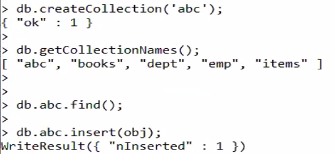 > db.createCollection('abc');
{ "ok" : 1 }
>
> db.getCollectionNames();
[ "abc", "books", "dept", "emp", "items" ]
>
>
> db.abc.find();
>
> db.abc.insert(obj);
WriteResult({ "nInserted" : 1 })